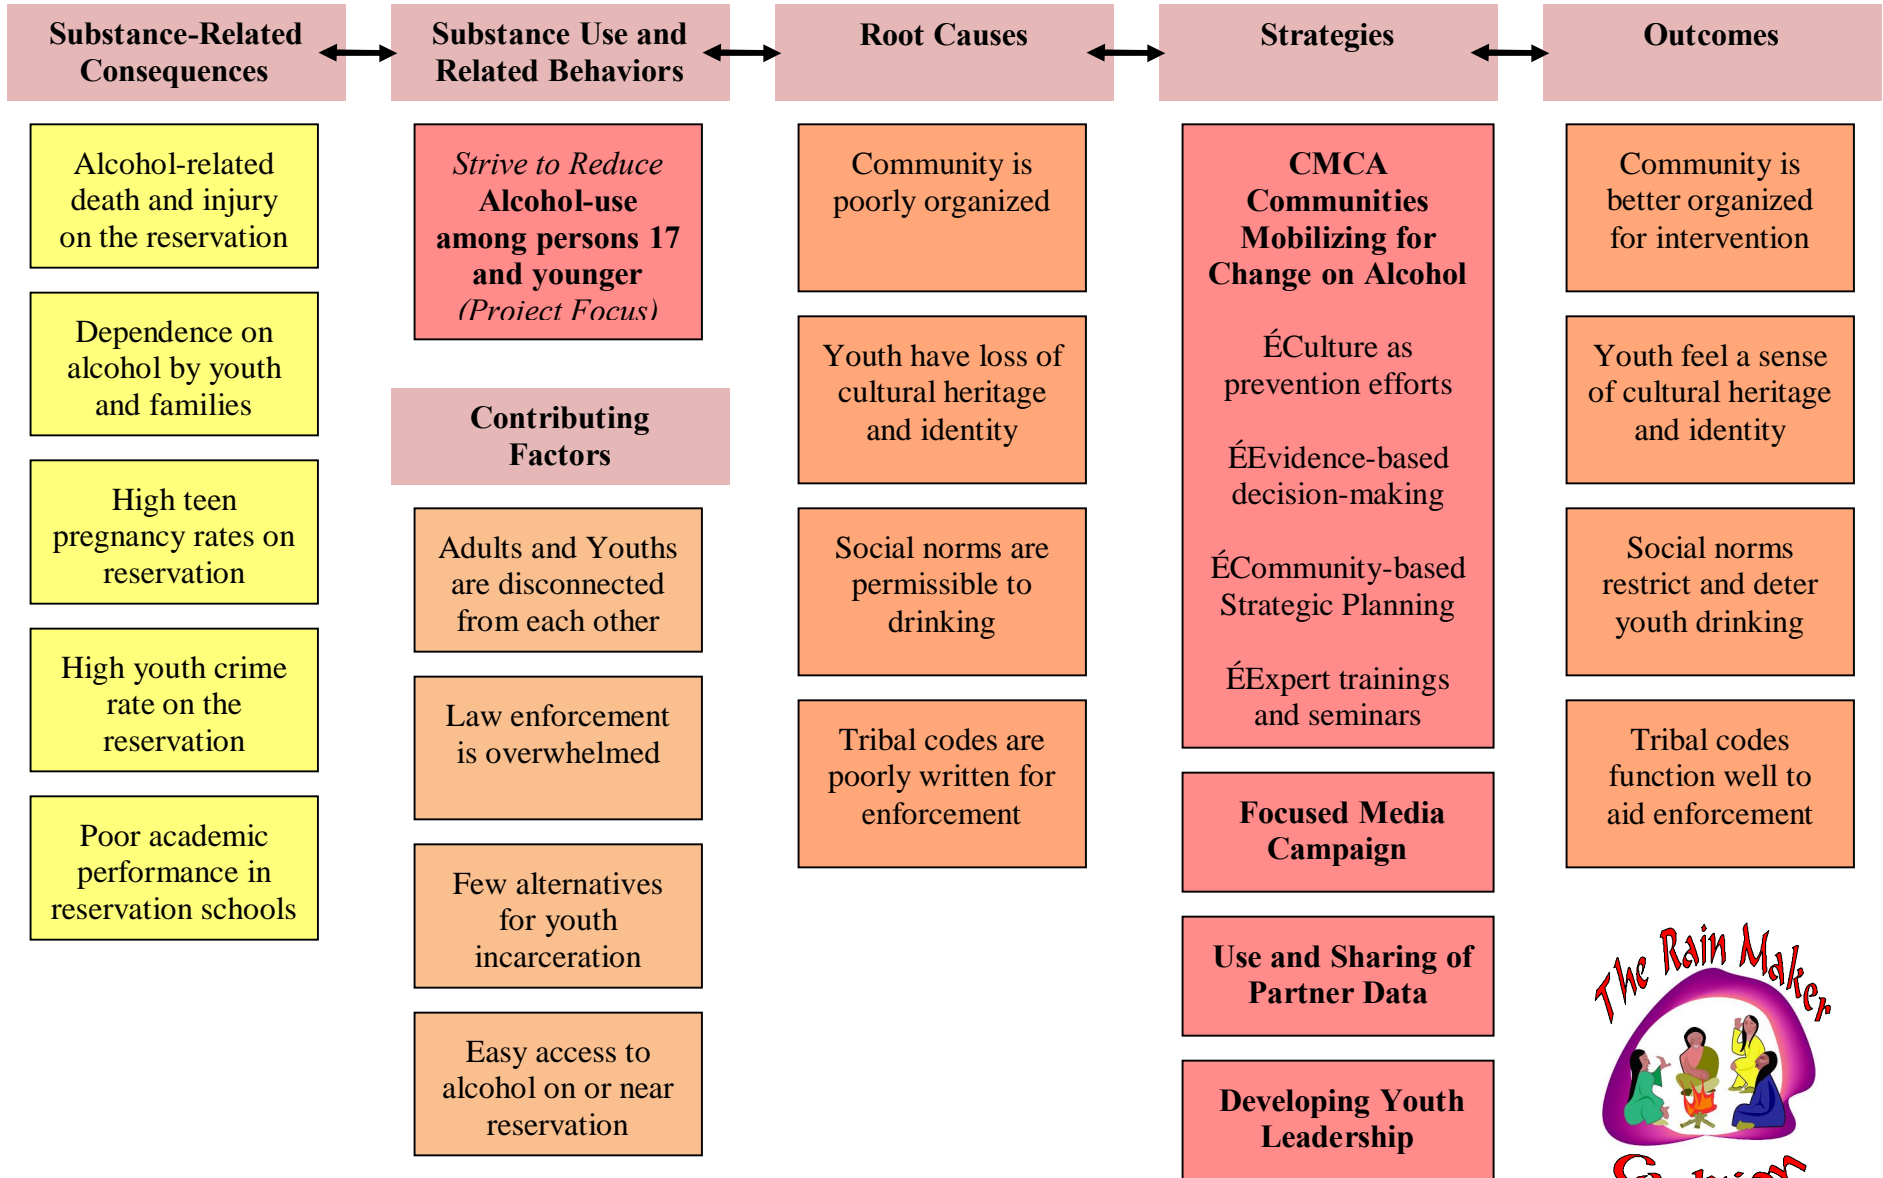 Substance-Related
Consequences
Substance Use and
Related Behaviors
Root Causes
Strategies
Outcomes
Alcohol-related
death and injury
on the reservation
Dependence on
alcohol by youth
and families
High teen
pregnancy rates on
reservation
High youth crime
rate on the
reservation
Poor academic
performance in
reservation schools
Strive to Reduce
Alcohol-use
among persons 17
and younger
(Project Focus)
Contributing
Factors
Adults and Youths
are disconnected
from each other
Law enforcement
is overwhelmed
Few alternatives
for youth
incarceration
Easy access to
alcohol on or near
reservation
Community is
poorly organized
Youth have loss of
cultural heritage
and identity
Social norms are
permissible to
drinking
Tribal codes are
poorly written for
enforcement
CMCA
Communities
Mobilizing for
Change on Alcohol
ÉCulture as
prevention efforts
ÉEvidence-based
decision-making
ÉCommunity-based
Strategic Planning
ÉExpert trainings
and seminars
Focused Media
Campaign
Use and Sharing of
Partner Data
Developing Youth
Leadership
Community is
better organized
for intervention
Youth feel a sense
of cultural heritage
and identity
Social norms
restrict and deter
youth drinking
Tribal codes
function well to
aid enforcement
The Rain Maker